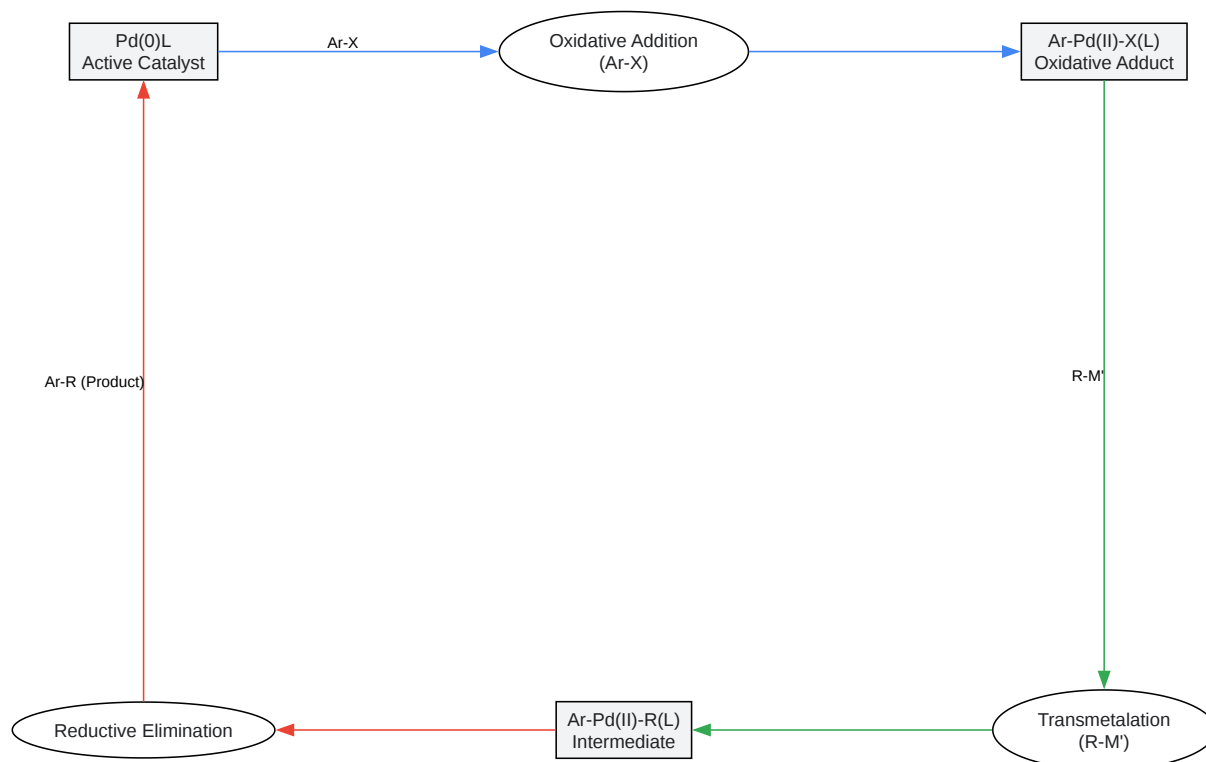 Pd(0)L
Active Catalyst
Ar-X
Oxidative Addition
(Ar-X)
Ar-Pd(II)-X(L)
Oxidative Adduct
Ar-R (Product)
R-M'
Reductive Elimination
Ar-Pd(II)-R(L)
Intermediate
Transmetalation
(R-M')